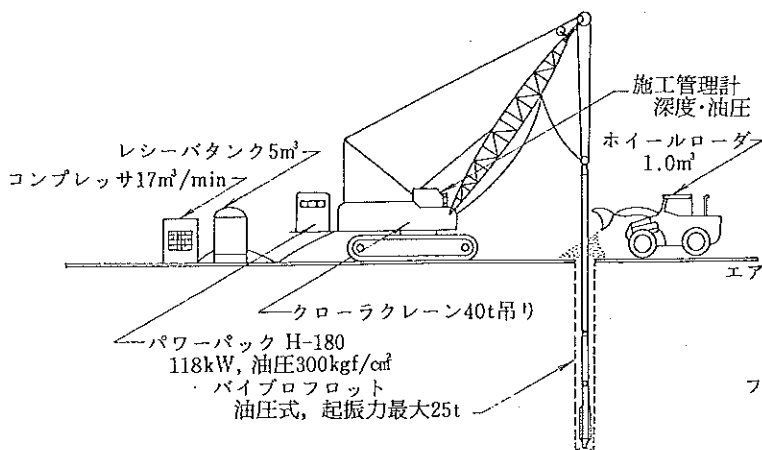 施工管理計
深度・油圧
レシーバタンク5m³
ホイールローダ
1.0m³
コンプレッサ17m³/min
エア
クローラクレーン40t吊り
パワーパック H-180
118kW, 油圧300kgf/cm²
バイブロフロット
油圧式, 起振力最大25t
フ